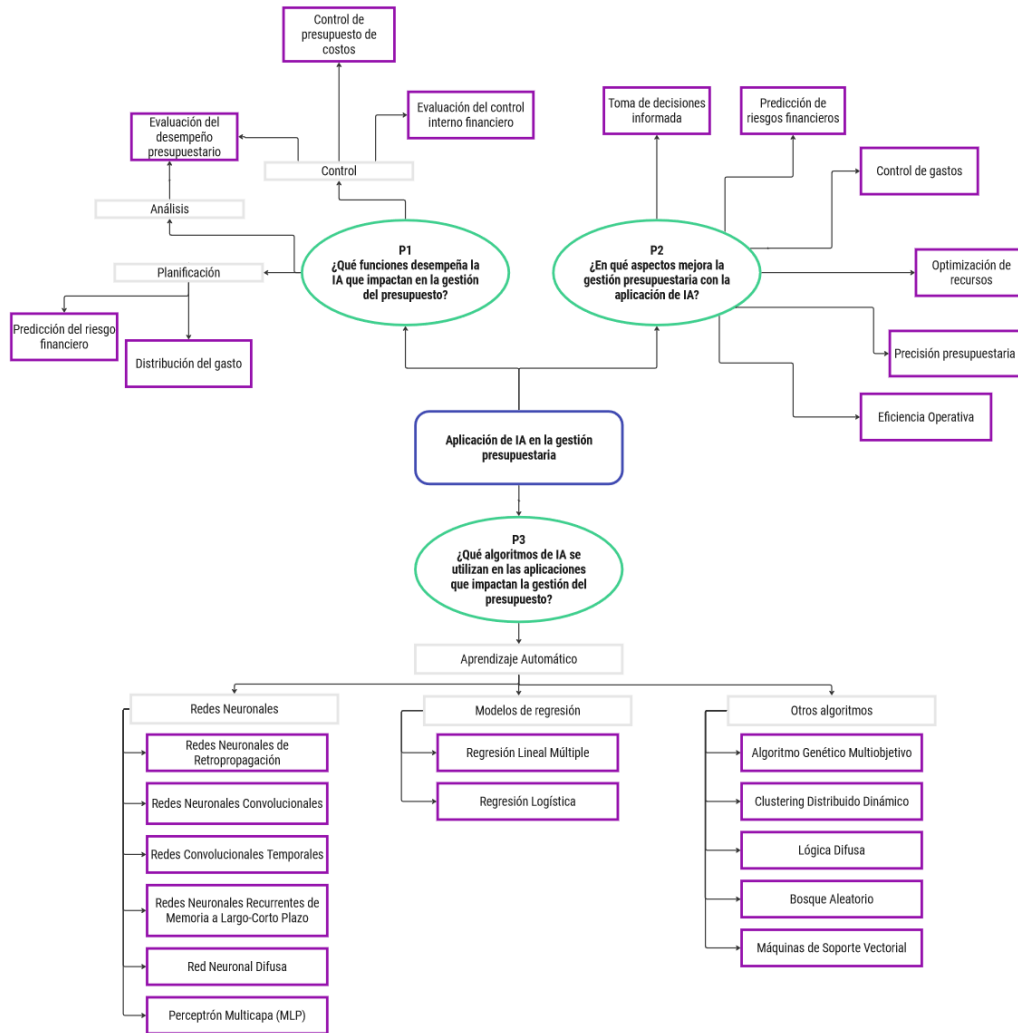 Control de
presupuesto de
costos
Evaluación del control
interno financiero
Evaluación del
desempeño
presupuestario
Control
Análisis
Planificación
Predicción del riesgo
financiero
Distribución del gasto
P1
¿Qué funciones desempeña la
IA que impactan en la gestión
del presupuesto?
Toma de decisiones
informada
Predicción de
riesgos financieros
Control de gastos
P2
¿En qué aspectos mejora la
gestión presupuestaria con la
aplicación de IA?
Optimización de
recursos
Precisión presupuestaria
Eficiencia Operativa
Aplicación de IA en la gestión
presupuestaria
P3
¿Qué algoritmos de IA se
utilizan en las aplicaciones
que impactan la gestión del
presupuesto?
Aprendizaje Automático
Redes Neuronales
Redes Neuronales de
Retropropagación
Redes Neuronales Convolucionales
Redes Convolucionales Temporales
Redes Neuronales Recurrentes de
Memoria a Largo-Corto Plazo
Red Neuronal Difusa
Perceptrón Multicapa (MLP)
Modelos de regresión
Regresión Lineal Múltiple
Regresión Logística
Otros algoritmos
Algoritmo Genético Multiobjetivo
Clustering Distribuido Dinámico
Lógica Difusa
Bosque Aleatorio
Máquinas de Soporte Vectorial